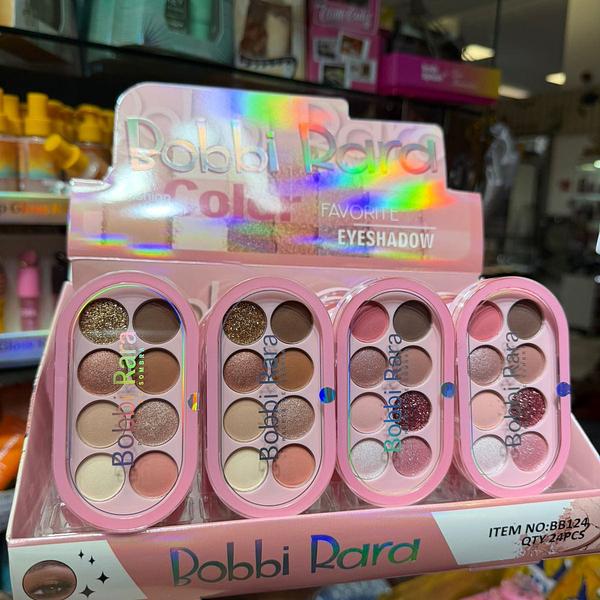 Bobbi Rara
Color
FAVORITE
EYESHADOW
Bobbi Rara
SOMBR
Bobbi Rara
Bobbi Rara
Bobbi Rara
Bobbi Rara
ITEM NO:BB124
QTY 24PCS